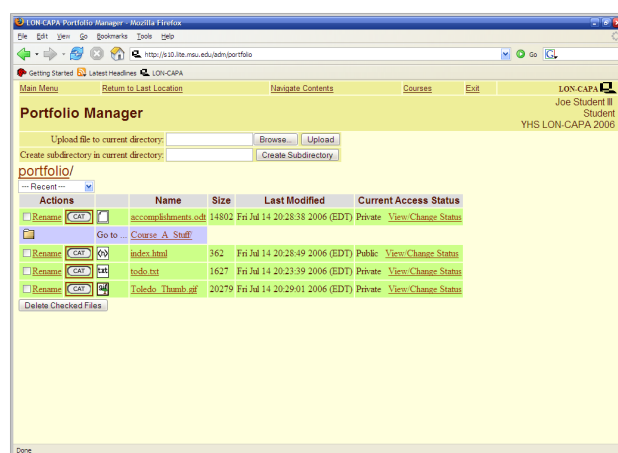 LON-CAPA Portfolio Manager - Mozilla Firefox
File Edit View Go Bookmarks Tools Help
http://s10.lite.msu.edu/adm/portfolio Go G
Getting Started Latest Headlines LON-CAPA
Main Menu Return to Last Location Navigate Contents Courses Exit LON-CAPA
Joe Student III
Portfolio Manager Student
YHS LON-CAPA 2006
Upload file to current directory: Browse... Upload
Create subdirectory in current directory: Create Subdirectory
portfolio/
--- Recent ---
Actions Name Size Last Modified Current Access Status
Rename CAT accomplishments.odt 14802 Fri Jul 14 20:28:38 2006 (EDT) Private View/Change Status
Go to ... Course_A_Stuff/
Rename CAT <> index.html 362 Fri Jul 14 20:28:49 2006 (EDT) Public View/Change Status
Rename CAT txt todo.txt 1627 Fri Jul 14 20:23:39 2006 (EDT) Private View/Change Status
Rename CAT gif Toledo_Thumb.gif 20279 Fri Jul 14 20:29:01 2006 (EDT) Private View/Change Status
Delete Checked Files
Done